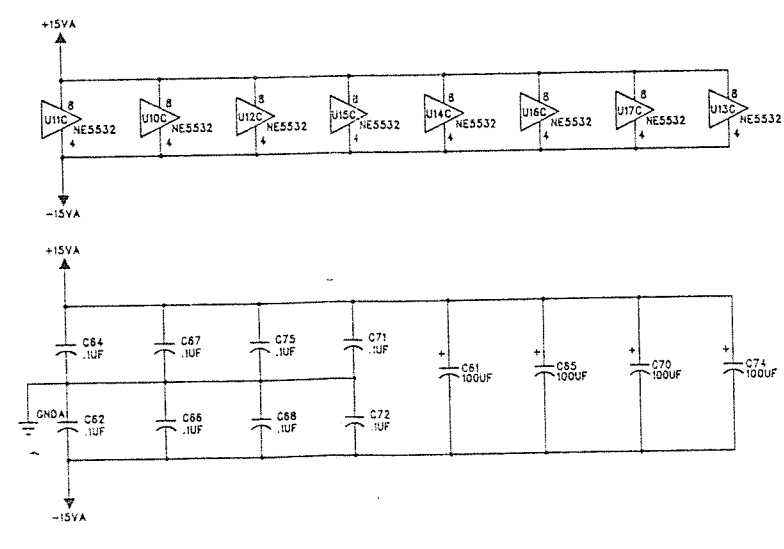 +15VA
8 8 8 8 8 8 8 8
U11C U10C U12C U15C U14C U16C U17C U13C
NE5532 NE5532 NE5532 NE5532 NE5532 NE5532 NE5532 NE5532
4 4 4 4 4 4 4 4
-15VA
+15VA
C64 C67 C75 C71
.1UF .1UF .1UF .1UF
+ + + +
C61 C65 C70 C74
100UF 100UF 100UF 100UF
GNDA
C62 C66 C68 C72
.1UF .1UF .1UF .1UF
-15VA